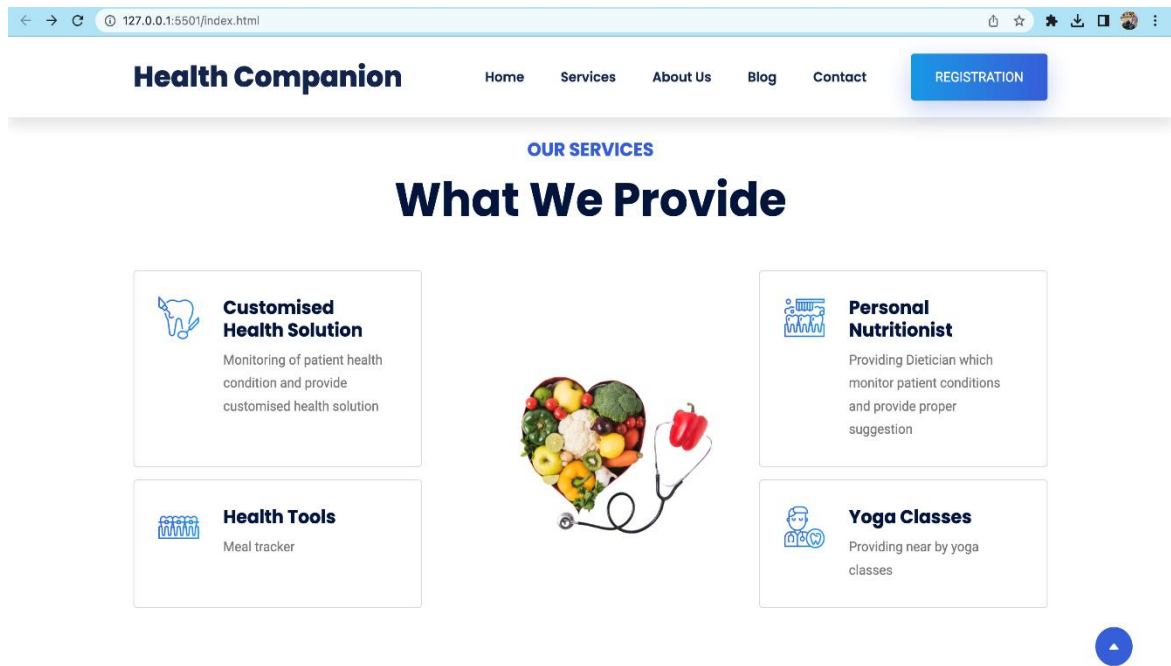 127.0.0.1:5501/index.html
Health Companion
Home Services About Us Blog Contact REGISTRATION
OUR SERVICES
What We Provide
Customised
Health Solution
Monitoring of patient health
condition and provide
customised health solution
Personal
Nutritionist
Providing Dietician which
monitor patient conditions
and provide proper
suggestion
Health Tools
Meal tracker
Yoga Classes
Providing near by yoga
classes